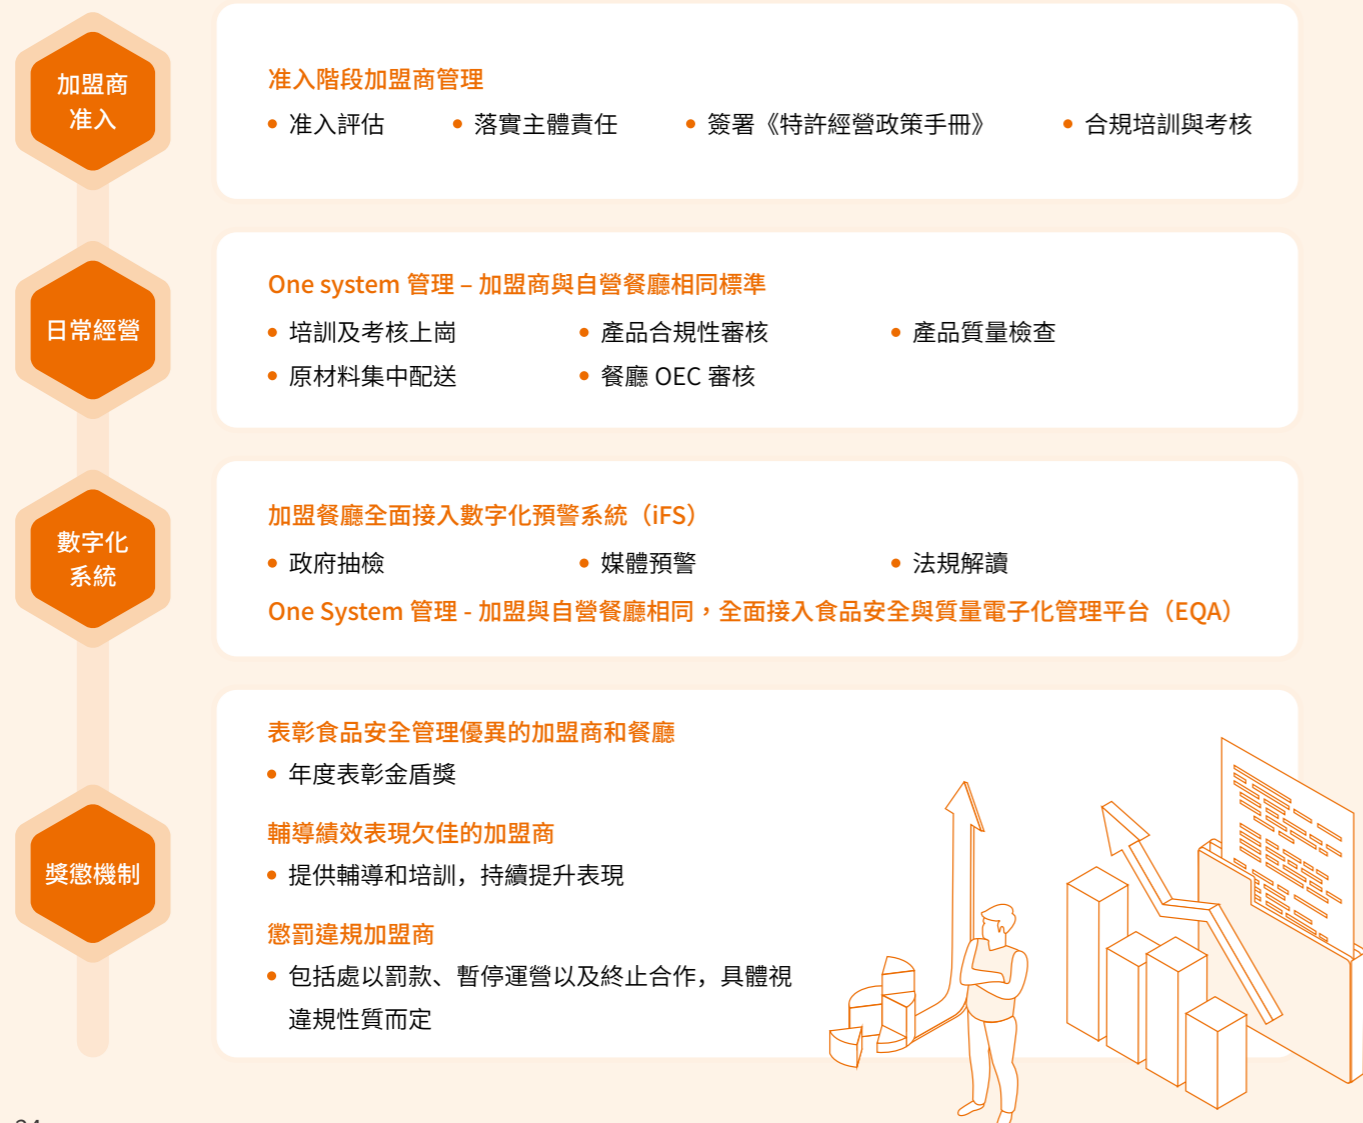 加盟商
准入
准入階段加盟商管理
• 准入評估 • 落實主體責任 • 簽署《特許經營政策手冊》 • 合規培訓與考核
日常經營
One system 管理 – 加盟商與自營餐廳相同標準
• 培訓及考核上崗 • 產品合規性審核 • 產品質量檢查
• 原材料集中配送 • 餐廳 OEC 審核
數字化
系統
加盟餐廳全面接入數字化預警系統（iFS）
• 政府抽檢 • 媒體預警 • 法規解讀
One System 管理 - 加盟與自營餐廳相同，全面接入食品安全與質量電子化管理平台（EQA）
獎懲機制
表彰食品安全管理優異的加盟商和餐廳
• 年度表彰金盾獎
輔導績效表現欠佳的加盟商
• 提供輔導和培訓，持續提升表現
懲罰違規加盟商
• 包括處以罰款、暫停運營以及終止合作，具體視
違規性質而定